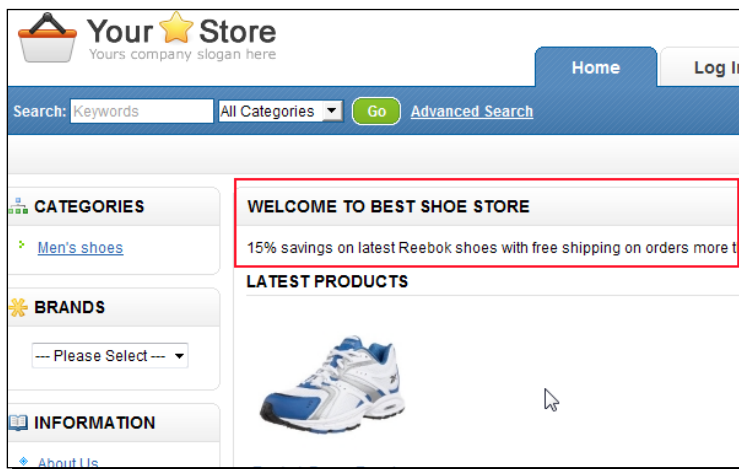 Your Store
Yours company slogan here
Home
Log
Search: Keywords
All Categories
Go
Advanced Search
CATEGORIES
Men's shoes
BRANDS
--- Please Select ---
INFORMATION
About Us
WELCOME TO BEST SHOE STORE
15% savings on latest Reebok shoes with free shipping on orders more
LATEST PRODUCTS